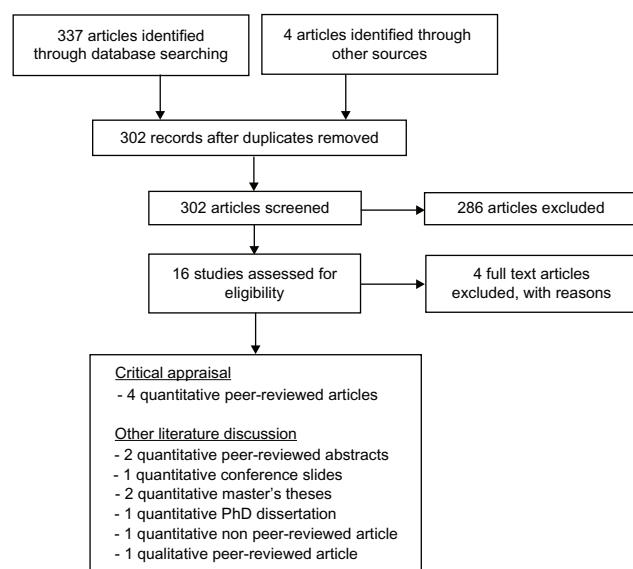 337 articles identified
through database searching
4 articles identified through
other sources
302 records after duplicates removed
302 articles screened
286 articles excluded
16 studies assessed for
eligibility
4 full text articles
excluded, with reasons
Critical appraisal
- 4 quantitative peer-reviewed articles
Other literature discussion
- 2 quantitative peer-reviewed abstracts
- 1 quantitative conference slides
- 2 quantitative master's theses
- 1 quantitative PhD dissertation
- 1 quantitative non peer-reviewed article
- 1 qualitative peer-reviewed article